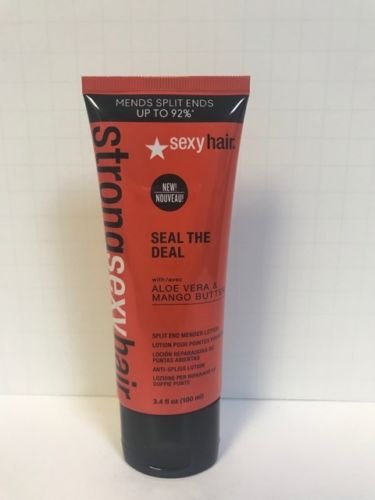 MENDS SPLIT ENDS
UP TO 92%*
sexyhair.
strongsexyhair
NEW!
NOUVEAU!
SEAL THE
DEAL
with/avec
ALOE VERA &
MANGO BUTTER
SPLIT END MENDER LOTION
LOTION POUR POINTES
LOCIÓN REPARADORA DE
PUNTAS ABIERTAS
ANTI-SPLISS LOTION
LOZIONE PER RIPARARE LE
DOPPIE PUNTE
3.4 fl oz (100 ml)